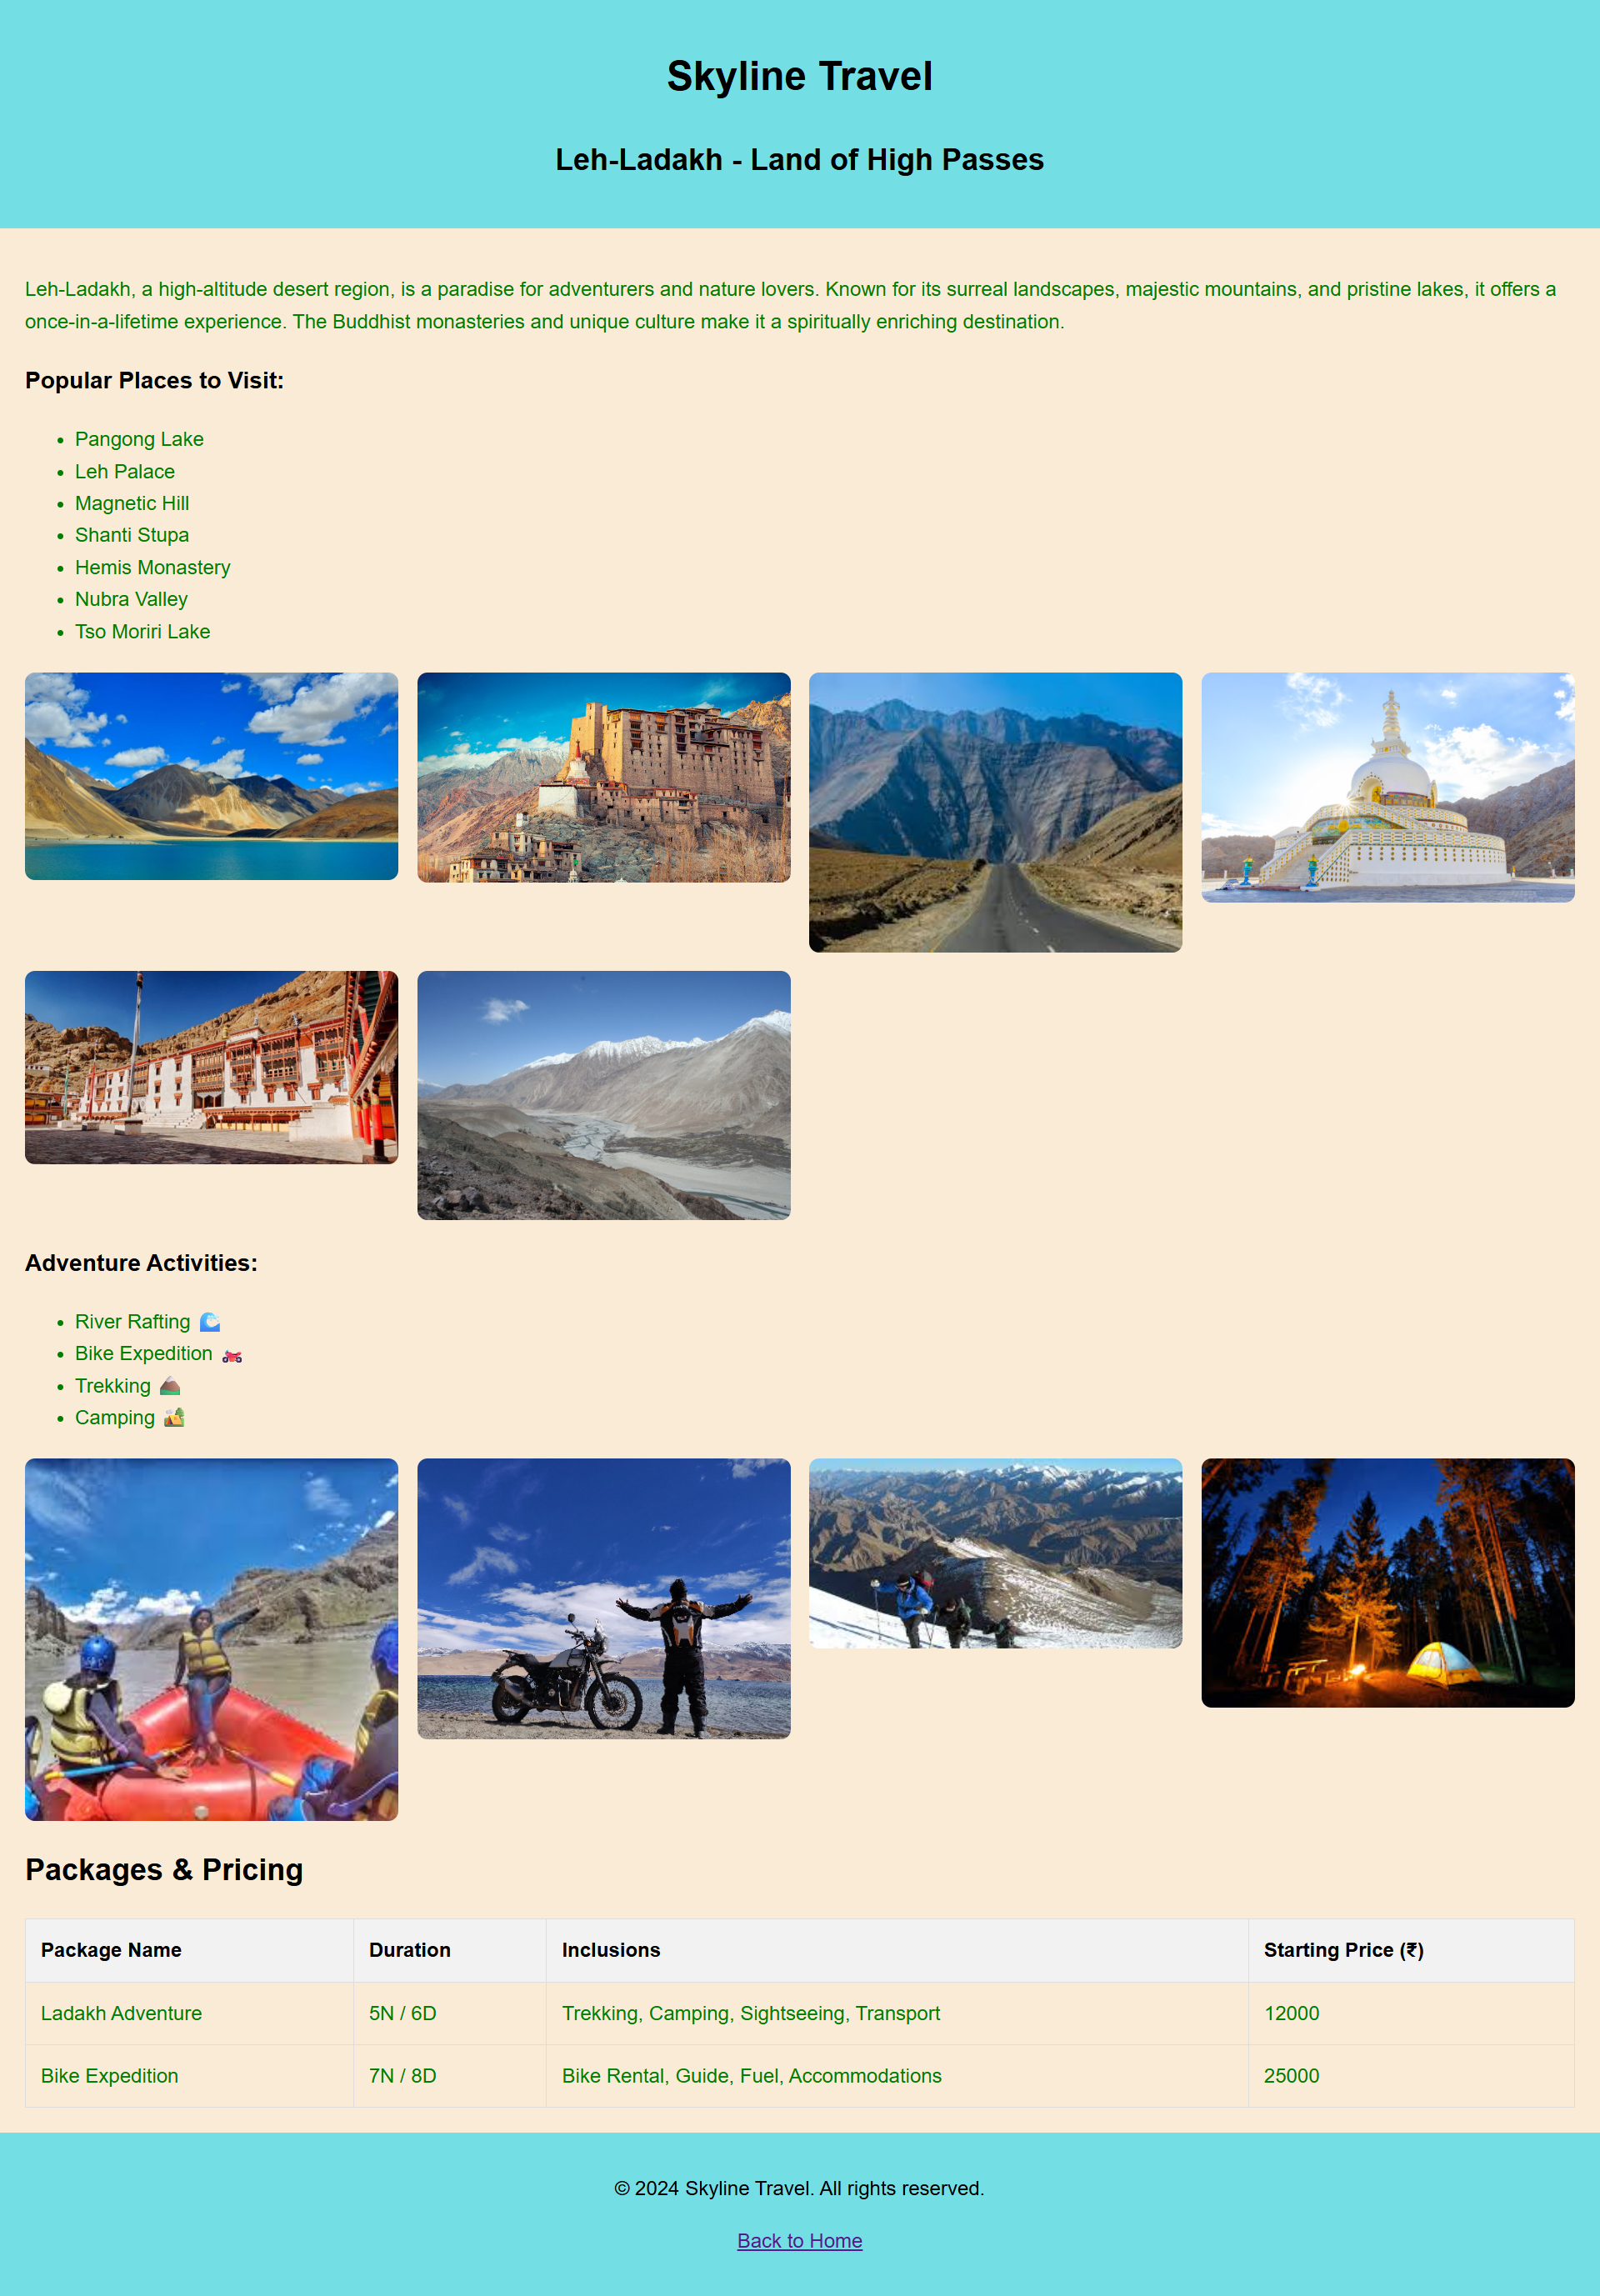 Skyline Travel
Leh-Ladakh - Land of High Passes
Leh-Ladakh, a high-altitude desert region, is a paradise for adventurers and nature lovers. Known for its surreal landscapes, majestic mountains, and pristine lakes, it offers a
once-in-a-lifetime experience. The Buddhist monasteries and unique culture make it a spiritually enriching destination.
Popular Places to Visit:
• Pangong Lake
• Leh Palace
• Magnetic Hill
• Shanti Stupa
• Hemis Monastery
• Nubra Valley
• Tso Moriri Lake
Adventure Activities:
• River Rafting 🌊
• Bike Expedition 🏍️
• Trekking ⛰️
• Camping 🏕️
Packages & Pricing
Package Name Duration Inclusions Starting Price (₹)
Ladakh Adventure 5N / 6D Trekking, Camping, Sightseeing, Transport 12000
Bike Expedition 7N / 8D Bike Rental, Guide, Fuel, Accommodations 25000
© 2024 Skyline Travel. All rights reserved.
Back to Home